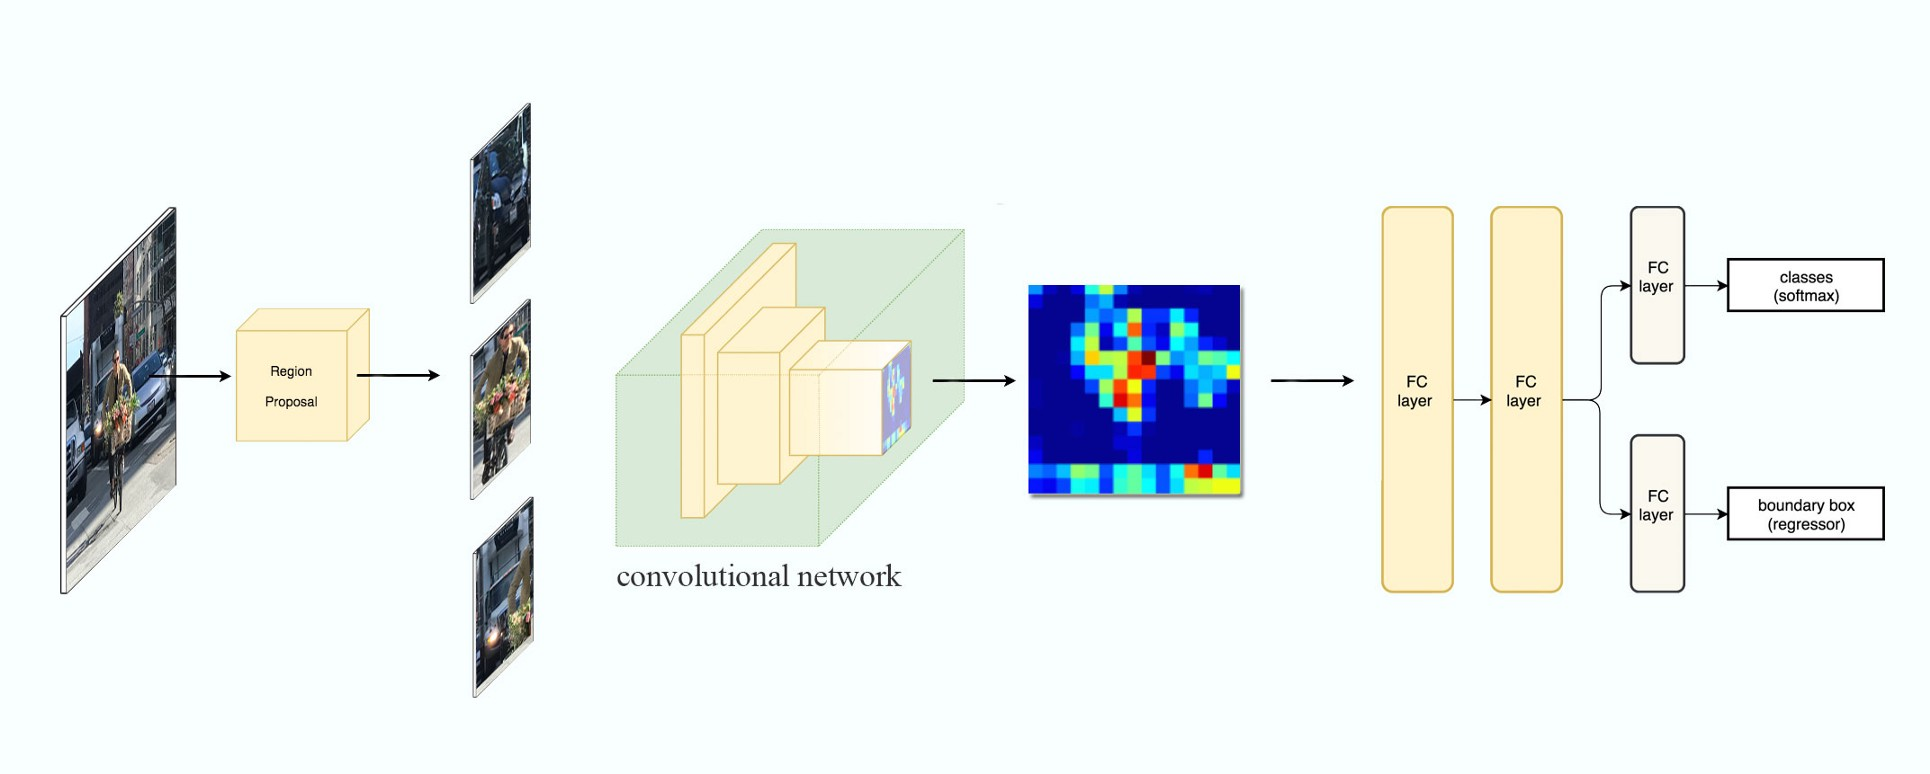 Region
Proposal
convolutional network
FC
layer
FC
layer
FC
layer
classes
(softmax)
FC
layer
boundary box
(regressor)